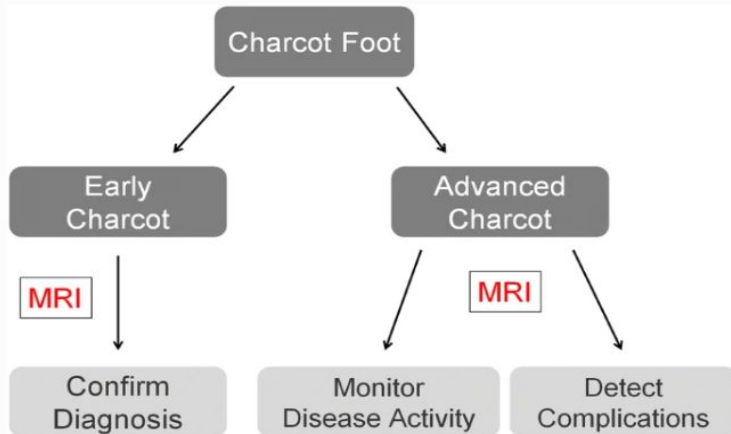 Charcot Foot
Early
Charcot
Advanced
Charcot
MRI
MRI
Confirm
Diagnosis
Monitor
Disease Activity
Detect
Complications